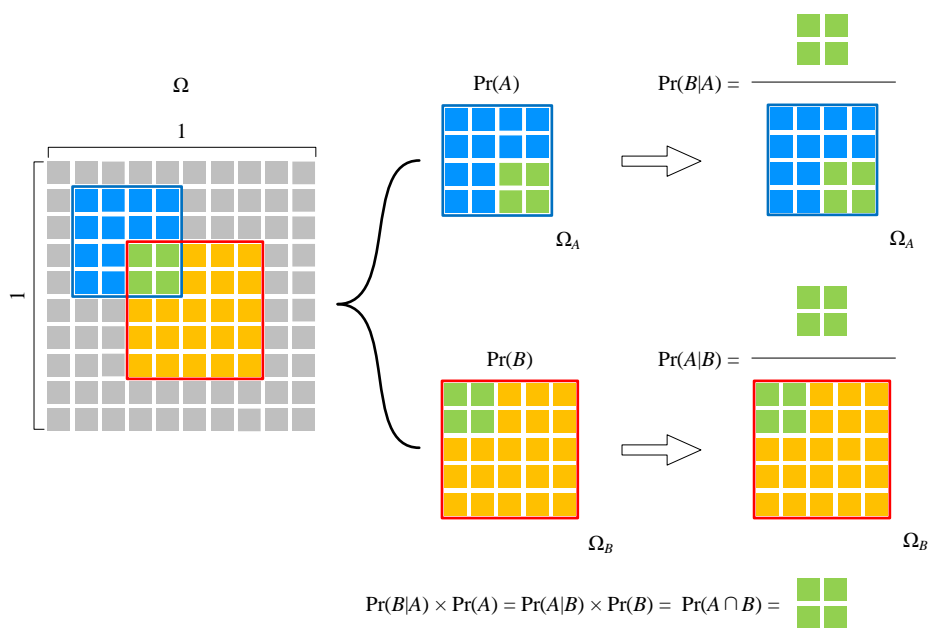 Ω
1
1
Pr(A)
Pr(B|A) =
Ω_A
Ω_A
Pr(B)
Pr(A|B) =
Ω_B
Ω_B
Pr(B|A) × Pr(A) = Pr(A|B) × Pr(B) = Pr(A ∩ B) =